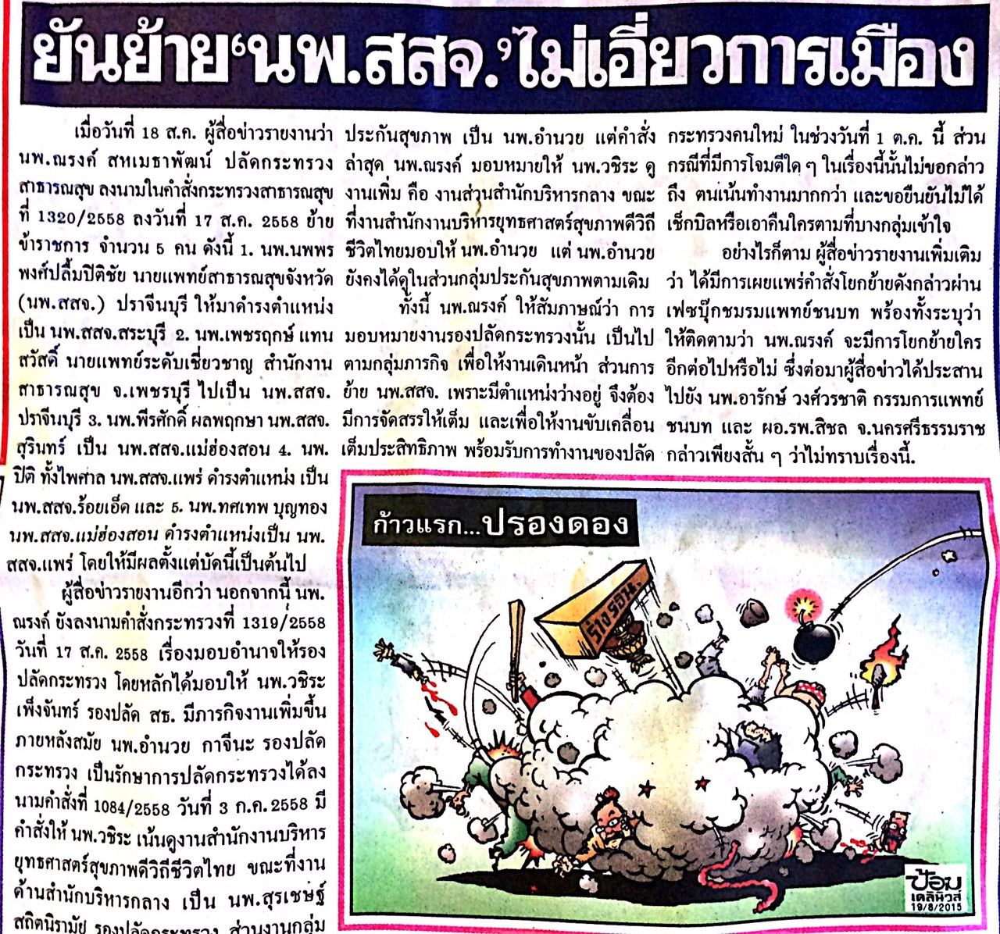 ยันย้าย‘นพ.สสจ.’ไม่เอี่ยวการเมือง
เมื่อวันที่ 18 ส.ค. ผู้สื่อข่าวรายงานว่า
นพ.ณรงค์ สหเมธาพัฒน์ ปลัดกระทรวง
สาธารณสุข ลงนามในคำสั่งกระทรวงสาธารณสุข
ที่ 1320/2558 ลงวันที่ 17 ส.ค. 2558 ย้าย
ข้าราชการ จำนวน 5 คน ดังนี้ 1. นพ.นพพร
พงศ์ปลื้มปิติชัย นายแพทย์สาธารณสุขจังหวัด
(นพ.สสจ.) ปราจีนบุรี ให้มาดำรงตำแหน่ง
เป็น นพ.สสจ.สระบุรี 2. นพ.เพชรฤกษ์ แทน
สวัสดิ์ นายแพทย์ระดับเชี่ยวชาญ สำนักงาน
สาธารณสุข จ.เพชรบุรี ไปเป็น นพ.สสจ.
ปราจีนบุรี 3. นพ.พีรศักดิ์ ผลพฤกษา นพ.สสจ.
สุรินทร์ เป็น นพ.สสจ.แม่ฮ่องสอน 4. นพ.
ปิติ ทั้งไพศาล นพ.สสจ.แพร่ ดำรงตำแหน่ง เป็น
นพ.สสจ.ร้อยเอ็ด และ 5. นพ.ทศเทพ บุญทอง
นพ.สสจ.แม่ฮ่องสอน ดำรงตำแหน่งเป็น นพ.
สสจ.แพร่ โดยให้มีผลตั้งแต่บัดนี้เป็นต้นไป
ผู้สื่อข่าวรายงานอีกว่า นอกจากนี้ นพ.
ณรงค์ ยังลงนามคำสั่งกระทรวงที่ 1319/2558
วันที่ 17 ส.ค. 2558 เรื่องมอบอำนาจให้รอง
ปลัดกระทรวง โดยหลักได้มอบให้ นพ.วชิระ
เพ็งจันทร์ รองปลัด สธ. มีภารกิจงานเพิ่มขึ้น
ภายหลังสมัย นพ.อำนวย กาจีนะ รองปลัด
กระทรวง เป็นรักษาการปลัดกระทรวงได้ลง
นามคำสั่งที่ 1084/2558 วันที่ 3 ก.ค. 2558 มี
คำสั่งให้ นพ.วชิระ เน้นดูงานสำนักงานบริหาร
ยุทธศาสตร์สุขภาพดีวิถีชีวิตไทย ขณะที่งาน
ด้านสำนักบริหารกลาง เป็น นพ.สุรเชษฐ์
สถิตนิรามัย รองปลัดกระทรวง ส่วนงานกลุ่ม
ประกันสุขภาพ เป็น นพ.อำนวย แต่คำสั่ง
ล่าสุด นพ.ณรงค์ มอบหมายให้ นพ.วชิระ ดู
งานเพิ่ม คือ งานส่วนสำนักบริหารกลาง ขณะ
ที่งานสำนักงานบริหารยุทธศาสตร์สุขภาพดีวิถี
ชีวิตไทยมอบให้ นพ.อำนวย แต่ นพ.อำนวย
ยังคงได้ดูในส่วนกลุ่มประกันสุขภาพตามเดิม
ทั้งนี้ นพ.ณรงค์ ให้สัมภาษณ์ว่า การ
มอบหมายงานรองปลัดกระทรวงนั้น เป็นไป
ตามกลุ่มภารกิจ เพื่อให้งานเดินหน้า ส่วนการ
ย้าย นพ.สสจ. เพราะมีตำแหน่งว่างอยู่ จึงต้อง
มีการจัดสรรให้เต็ม และเพื่อให้งานขับเคลื่อน
เต็มประสิทธิภาพ พร้อมรับการทำงานของปลัด
กระทรวงคนใหม่ ในช่วงวันที่ 1 ต.ค. นี้ ส่วน
กรณีที่มีการโจมตีใด ๆ ในเรื่องนี้นั้นไม่ขอกล่าว
ถึง ตนเน้นทำงานมากกว่า และขอยืนยันไม่ได้
เช็กบิลหรือเอาคืนใครตามที่บางกลุ่มเข้าใจ
อย่างไรก็ตาม ผู้สื่อข่าวรายงานเพิ่มเติม
ว่า ได้มีการเผยแพร่คำสั่งโยกย้ายดังกล่าวผ่าน
เฟซบุ๊กชมรมแพทย์ชนบท พร้อมทั้งระบุว่า
ให้ติดตามว่า นพ.ณรงค์ จะมีการโยกย้ายใคร
อีกต่อไปหรือไม่ ซึ่งต่อมาผู้สื่อข่าวได้ประสาน
ไปยัง นพ.อารักษ์ วงศ์วรชาติ กรรมการแพทย์
ชนบท และ ผอ.รพ.สิชล จ.นครศรีธรรมราช
กล่าวเพียงสั้น ๆ ว่าไม่ทราบเรื่องนี้.
ก้าวแรก...ปรองดอง
ร่าง รธน.
ป้อม
เดลินิวส์
19/8/2015